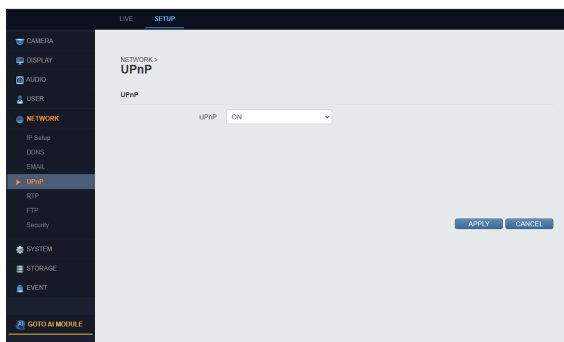 LIVE SETUP
CAMERA
DISPLAY
AUDIO
USER
NETWORK
IP Setup
DDNS
EMAIL
UPnP
RTP
FTP
Security
SYSTEM
STORAGE
EVENT
GOTO AI MODULE
NETWORK >
UPnP
UPnP
UPnP ON
APPLY CANCEL